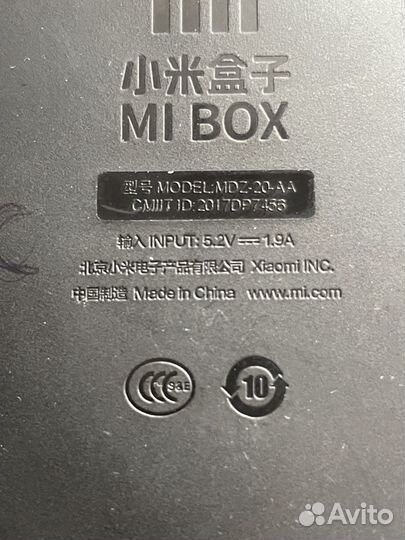 小米盒子
MI BOX
型号 MODEL:MDZ-20-AA
CMIIT ID:2017DP7466
输入 INPUT: 5.2V⎓1.9A
北京小米电子产品有限公司 Xiaomi INC.
中国制造 Made in China www.mi.com
CCC S&E
10
Avito